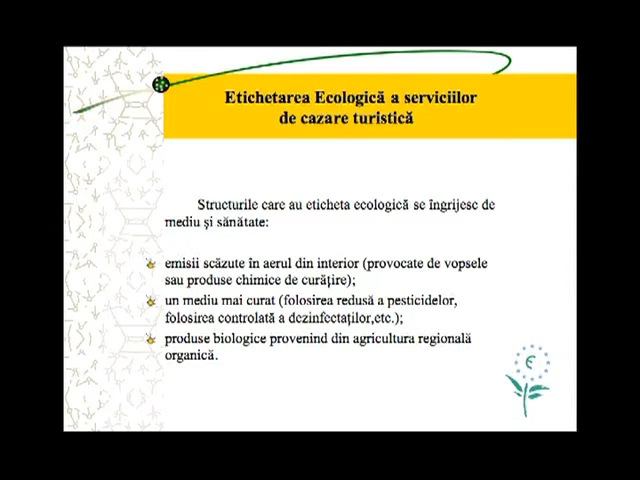 Etichetarea Ecologică a serviciilor
de cazare turistică
Structurile care au eticheta ecologică se îngrijesc de
mediu și sănătate:
emisii scăzute în aerul din interior (provocate de vopsele
sau produse chimice de curățire);
un mediu mai curat (folosirea redusă a pesticidelor,
folosirea controlată a dezinfectaților,etc.);
produse biologice provenind din agricultura regională
organică.
€